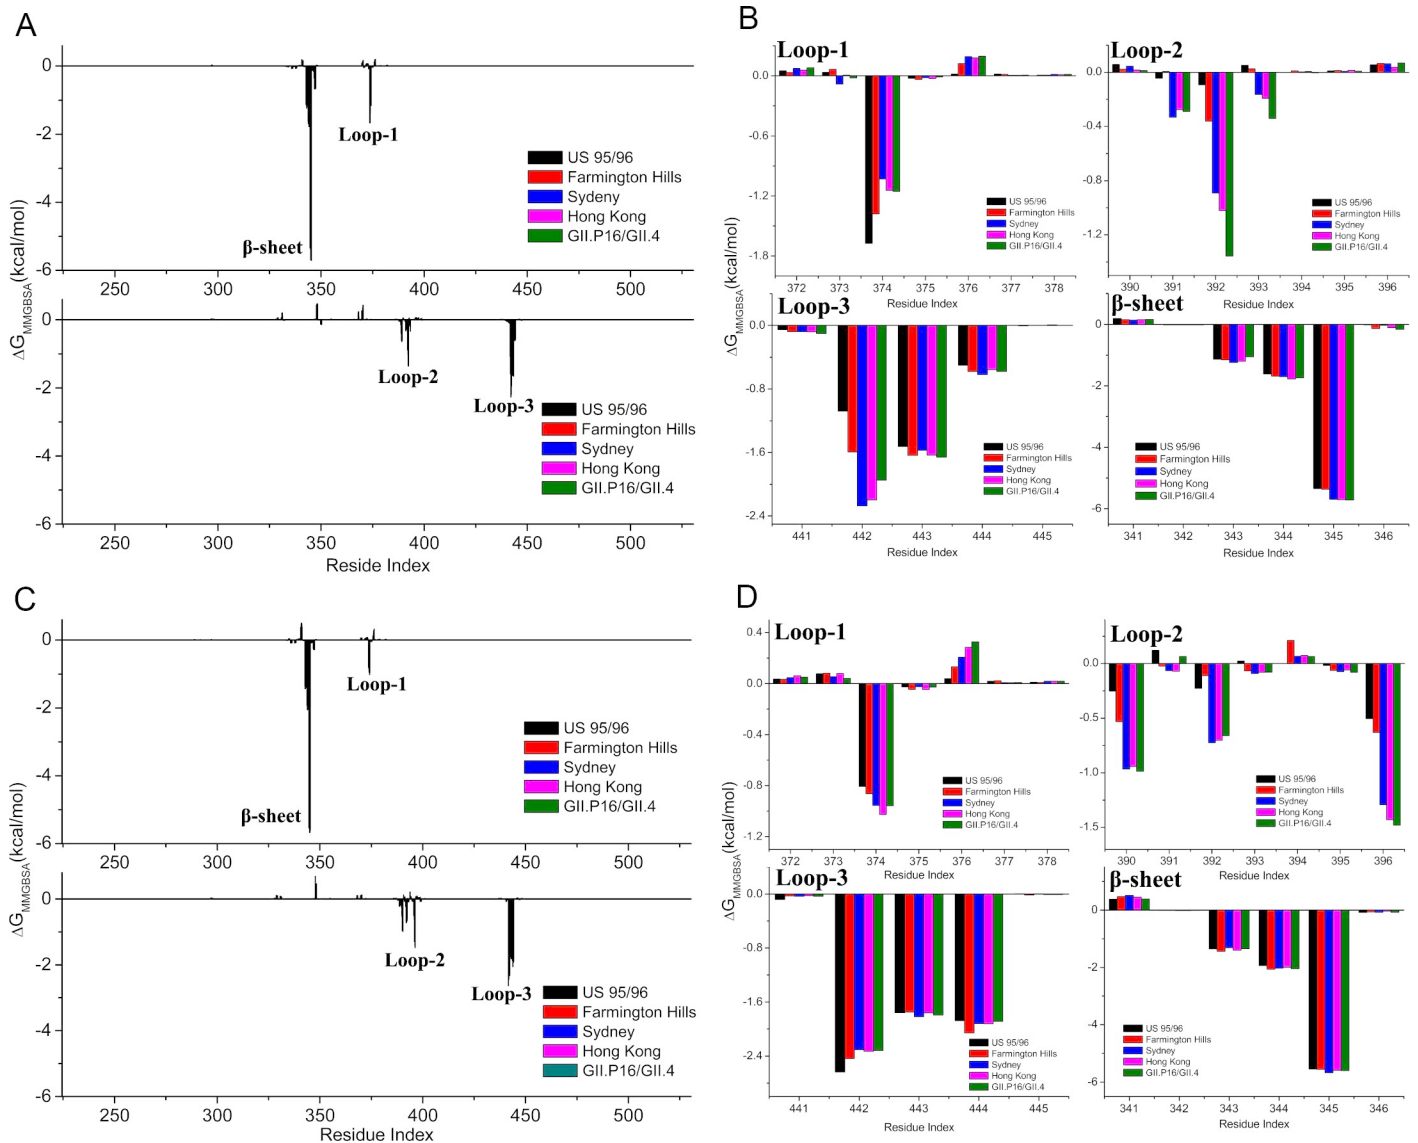 A
0
-2
-4
-6
Loop-1
β-sheet
US 95/96
Farmington Hills
Sydeny
Hong Kong
GII.P16/GII.4
250 300 350 400 450 500
0
-2
-4
-6
Loop-2
Loop-3
US 95/96
Farmington Hills
Sydney
Hong Kong
GII.P16/GII.4
250 300 350 400 450 500
Reside Index
ΔGMMGBSA(kcal/mol)
B
Loop-1
0.0
-0.6
-1.2
-1.8
US 95/96
Farmington Hills
Sydney
Hong Kong
GII.P16/GII.4
372 373 374 375 376 377 378
Residue Index
Loop-2
0.0
-0.4
-0.8
-1.2
US 95/96
Farmington Hills
Sydney
Hong Kong
GII.P16/GII.4
390 391 392 393 394 395 396
Residue Index
ΔGMMGBSA(kcal/mol)
Loop-3
0.0
-0.8
-1.6
-2.4
US 95/96
Farmington Hills
Sydney
Hong Kong
GII.P16/GII.4
441 442 443 444 445
Residue Index
β-sheet
0
-2
-4
-6
US 95/96
Farmington Hills
Sydney
Hong Kong
GII.P16/GII.4
341 342 343 344 345 346
Residue Index
C
0
-2
-4
-6
Loop-1
β-sheet
US 95/96
Farmington Hills
Sydney
Hong Kong
GII.P16/GII.4
250 300 350 400 450 500
0
-2
-4
-6
Loop-2
Loop-3
US 95/96
Farmington Hills
Sydney
Hong Kong
GII.P16/GII.4
250 300 350 400 450 500
Residue Index
ΔGMMGBSA(kcal/mol)
D
Loop-1
0.4
0.0
-0.4
-0.8
-1.2
US 95/96
Farmington Hills
Sydney
Hong Kong
GII.P16/GII.4
372 373 374 375 376 377 378
Residue Index
Loop-2
0.0
-0.5
-1.0
-1.5
US 95/96
Farmington Hills
Sydney
Hong Kong
GII.P16/GII.4
390 391 392 393 394 395 396
Residue Index
ΔGMMGBSA(kcal/mol)
Loop-3
0.0
-0.8
-1.6
-2.4
US 95/96
Farmington Hills
Sydney
Hong Kong
GII.P16/GII.4
441 442 443 444 445
Residue Index
β-sheet
0
-2
-4
-6
US 95/96
Farmington Hills
Sydney
Hong Kong
GII.P16/GII.4
341 342 343 344 345 346
Residue Index